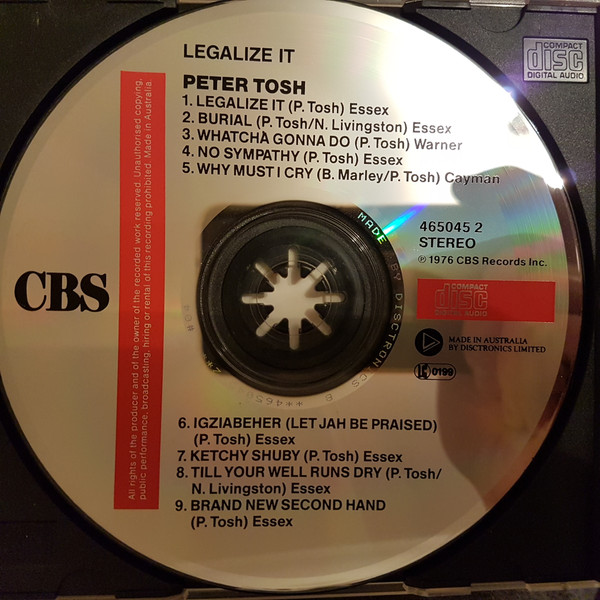 LEGALIZE IT
PETER TOSH
1. LEGALIZE IT (P. Tosh) Essex
2. BURIAL (P. Tosh/N. Livingston) Essex
3. WHATCHA GONNA DO (P. Tosh) Warner
4. NO SYMPATHY (P. Tosh) Essex
5. WHY MUST I CRY (B. Marley/P. Tosh) Cayman
COMPACT
disc
DIGITAL AUDIO
All rights of the producer and of the owner of the recorded work reserved. Unauthorised copying,
public performance, broadcasting, hiring or rental of this recording prohibited. Made in Australia.
CBS
MADE BY DISCTRONICS
465045 2
STEREO
℗ 1976 CBS Records Inc.
COMPACT
disc
DIGITAL AUDIO
MADE IN AUSTRALIA
BY DISCTRONICS LIMITED
LC 0199
6. IGZIABEHER (LET JAH BE PRAISED)
(P. Tosh) Essex
7. KETCHY SHUBY (P. Tosh) Essex
8. TILL YOUR WELL RUNS DRY (P. Tosh/
N. Livingston) Essex
9. BRAND NEW SECOND HAND
(P. Tosh) Essex